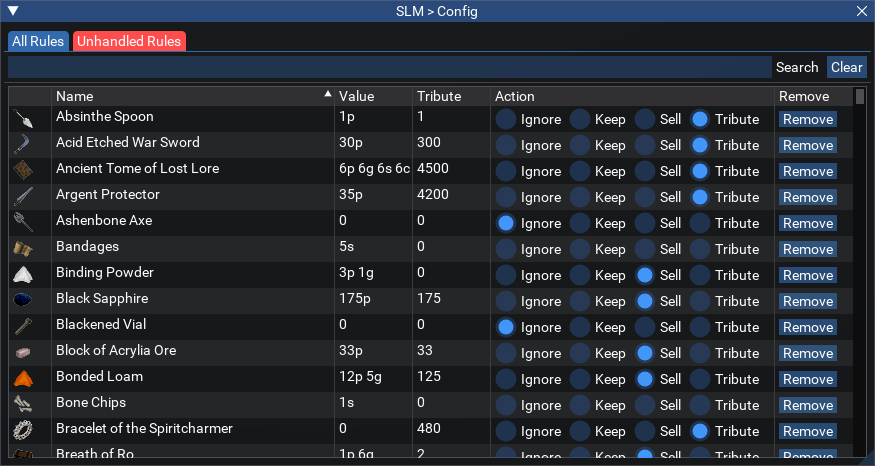 SLM > Config
All Rules Unhandled Rules
Search Clear
Name Value Tribute Action Remove
Absinthe Spoon 1p 1 Ignore Keep Sell Tribute Remove
Acid Etched War Sword 30p 300 Ignore Keep Sell Tribute Remove
Ancient Tome of Lost Lore 6p 6g 6s 6c 4500 Ignore Keep Sell Tribute Remove
Argent Protector 35p 4200 Ignore Keep Sell Tribute Remove
Ashenbone Axe 0 0 Ignore Keep Sell Tribute Remove
Bandages 5s 0 Ignore Keep Sell Tribute Remove
Binding Powder 3p 1g 0 Ignore Keep Sell Tribute Remove
Black Sapphire 175p 175 Ignore Keep Sell Tribute Remove
Blackened Vial 0 0 Ignore Keep Sell Tribute Remove
Block of Acrylia Ore 33p 33 Ignore Keep Sell Tribute Remove
Bonded Loam 12p 5g 125 Ignore Keep Sell Tribute Remove
Bone Chips 1s 0 Ignore Keep Sell Tribute Remove
Bracelet of the Spiritcharmer 0 480 Ignore Keep Sell Tribute Remove
Breath of Ro 1p 6g 2 Ignore Keep Sell Tribute Remove